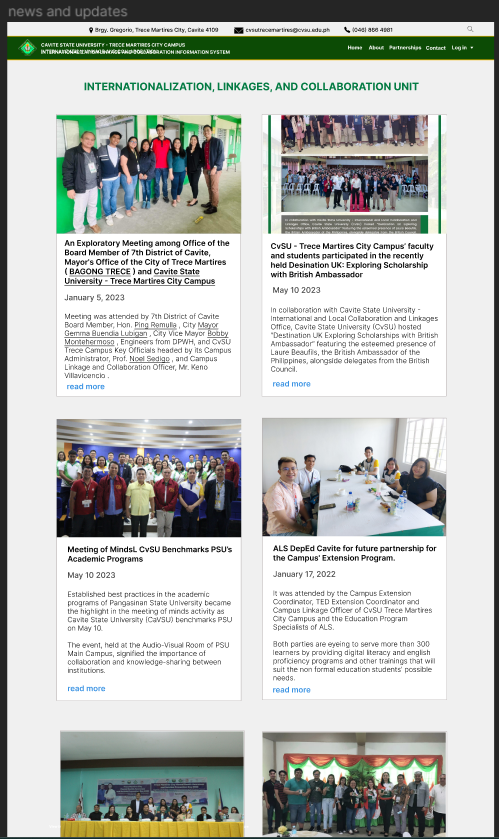 news and updates
Brgy. Gregorio, Trece Martires City, Cavite 4109
cvsutrecemartires@cvsu.edu.ph
(046) 866 4981
CAVITE STATE UNIVERSITY - TRECE MARTIRES CITY CAMPUS
Home About Partnerships Contact Log in
INTERNATIONALIZATION, LINKAGES, AND COLLABORATION UNIT
An Exploratory Meeting among Office of the
Board Member of 7th District of Cavite,
Mayor's Office of the City of Trece Martires
( BAGONG TRECE ) and Cavite State
University - Trece Martires City Campus
January 5, 2023
Meeting was attended by 7th District of Cavite
Board Member, Hon. Ping Remulla , City Mayor
Gemma Buendia Lubigan , City Vice Mayor Bobby
Montehermoso , Engineers from DPWH, and CvSU
Trece Campus Key Officials headed by its Campus
Administrator, Prof. Noel Sedigo , and Campus
Linkage and Collaboration Officer, Mr. Keno
Villavicencio .
read more
CvSU - Trece Martires City Campus' faculty
and students participated in the recently
held Desination UK: Exploring Scholarship
with British Ambassador
May 10 2023
In collaboration with Cavite State University -
International and Local Collaboration and Linkages
Office, Cavite State University (CvSU) hosted
"Destination UK Exploring Scholarships with British
Ambassador" featuring the esteemed presence of
Laure Beaufils, the British Ambassador of the
Philippines, alongside delegates from the British
Council.
read more
Meeting of MindsL CvSU Benchmarks PSU's
Academic Programs
May 10 2023
Established best practices in the academic
programs of Pangasinan State University became
the highlight in the meeting of minds activity as
Cavite State University (CaVSU) benchmarks PSU
on May 10.
The event, held at the Audio-Visual Room of PSU
Main Campus, signified the importance of
collaboration and knowledge-sharing between
institutions.
read more
ALS DepEd Cavite for future partnership for
the Campus' Extension Program.
January 17, 2022
It was attended by the Campus Extension
Coordinator, TED Extension Coordinator and
Campus Linkage Officer of CvSU Trece Martires
City Campus and the Education Program
Specialists of ALS.
Both parties are eyeing to serve more than 300
learners by providing digital literacy and english
proficiency programs and other trainings that will
suit the non formal education students' possible
needs.
read more